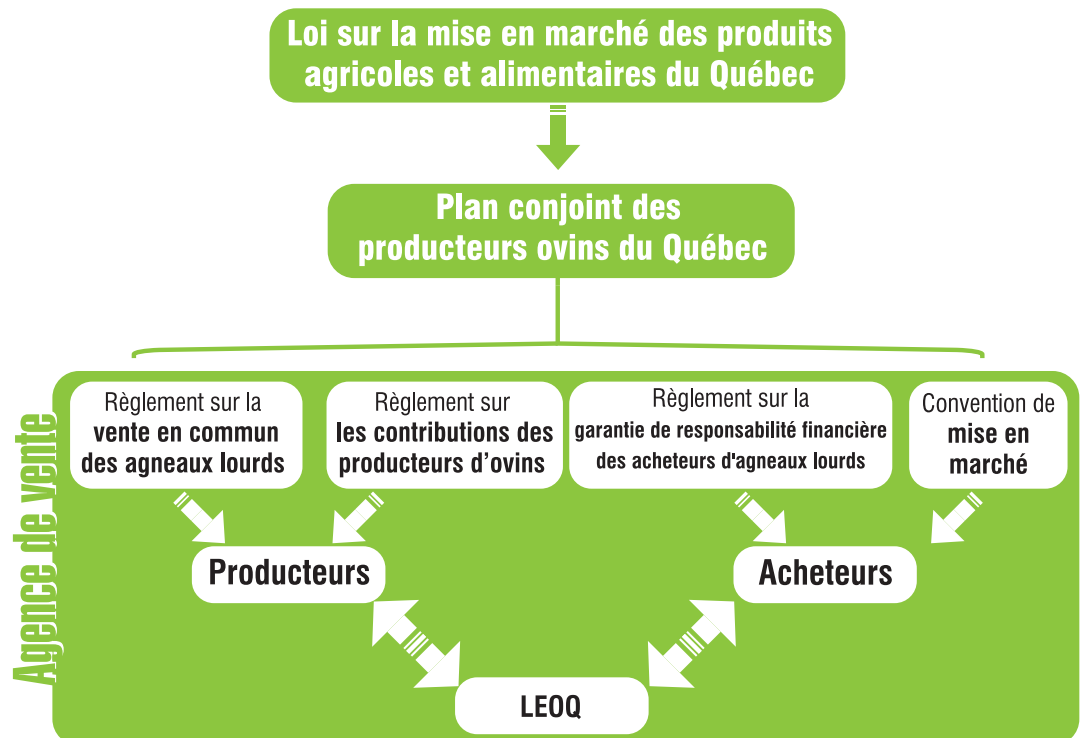 Loi sur la mise en marché des produits
agricoles et alimentaires du Québec
Plan conjoint des
producteurs ovins du Québec
Agence de vente
Règlement sur la
vente en commun
des agneaux lourds
Règlement sur
les contributions des
producteurs d’ovins
Règlement sur la
garantie de responsabilité financière
des acheteurs d'agneaux lourds
Convention de
mise en
marché
Producteurs
Acheteurs
LEOQ